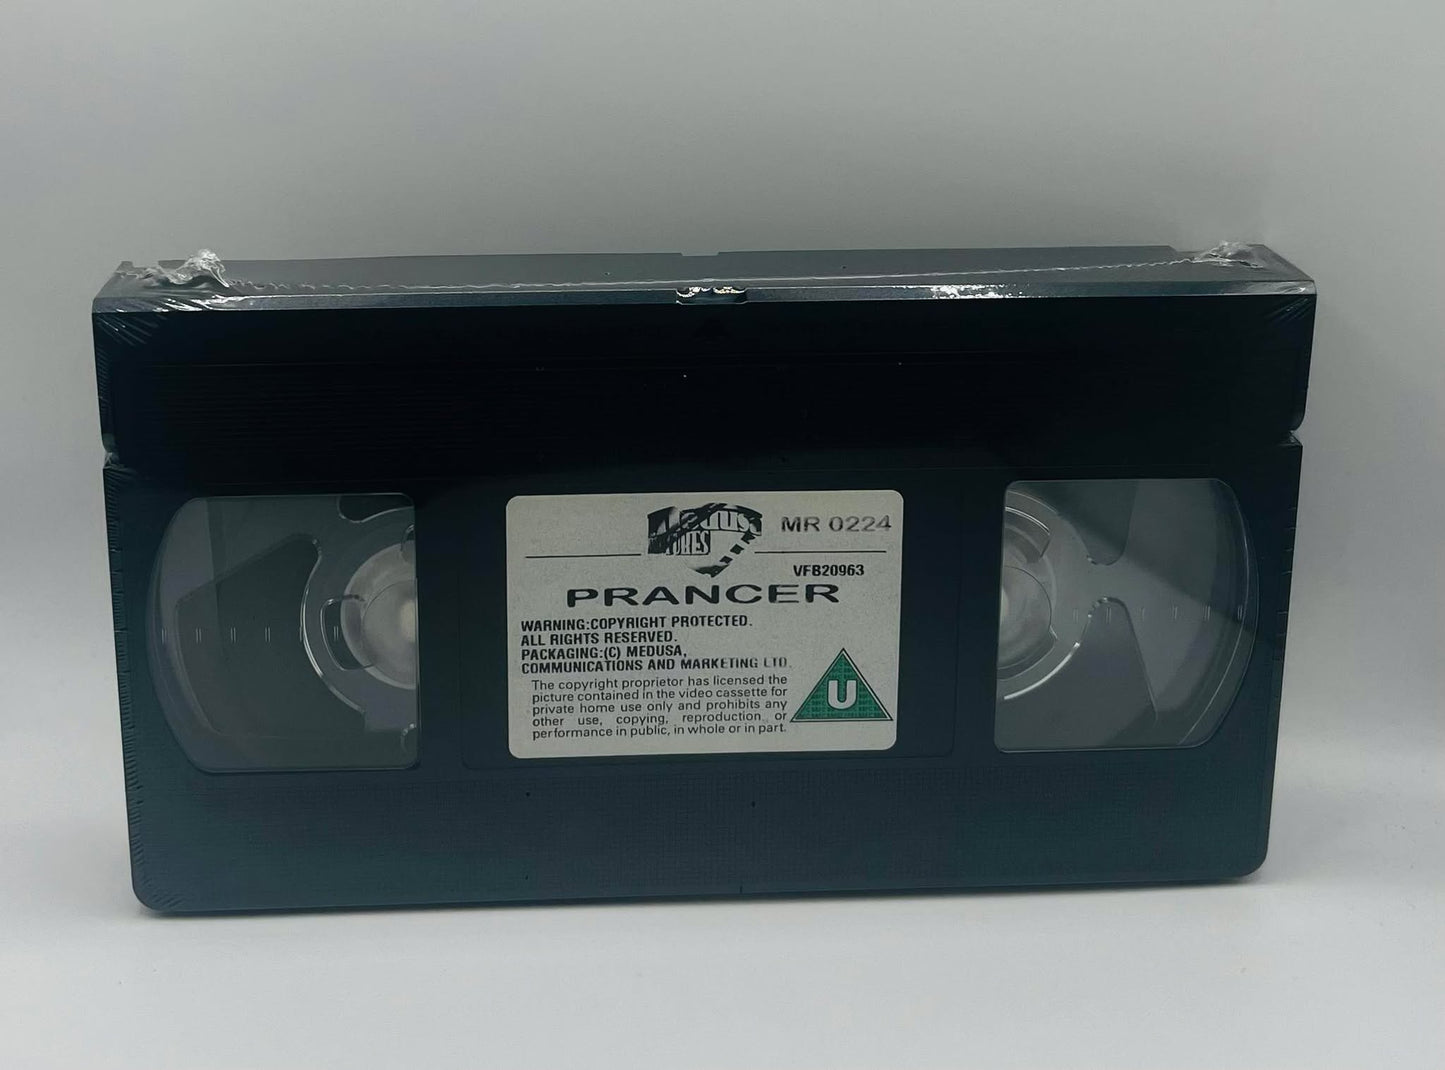 Medusa
MR 0224
VFB20963
PRANCER
WARNING:COPYRIGHT PROTECTED.
ALL RIGHTS RESERVED.
PACKAGING:(C) MEDUSA,
COMMUNICATIONS AND MARKETING LTD.
The copyright proprietor has licensed the
picture contained in the video cassette for
private home use only and prohibits any
other use, copying, reproduction or
performance in public, in whole or in part.
U